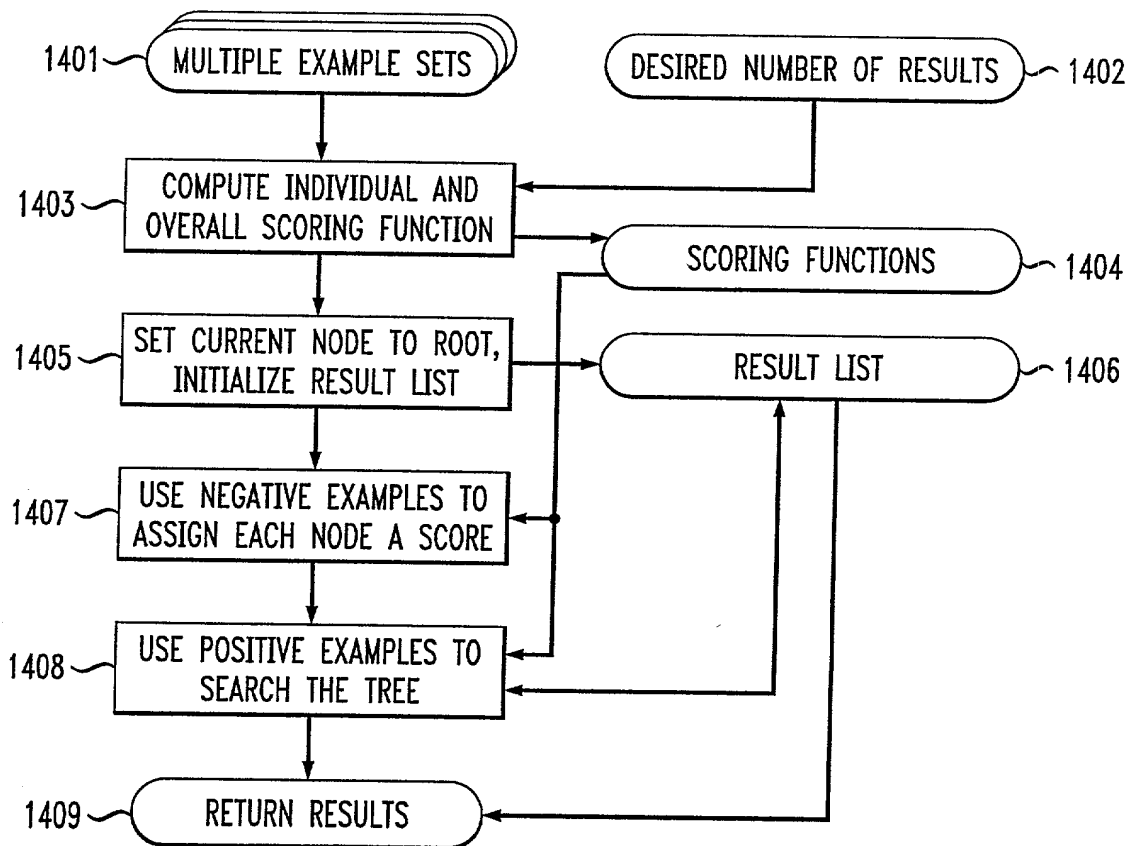 1401
MULTIPLE EXAMPLE SETS
DESIRED NUMBER OF RESULTS
1402
1403
COMPUTE INDIVIDUAL AND
OVERALL SCORING FUNCTION
SCORING FUNCTIONS
1404
1405
SET CURRENT NODE TO ROOT,
INITIALIZE RESULT LIST
RESULT LIST
1406
1407
USE NEGATIVE EXAMPLES TO
ASSIGN EACH NODE A SCORE
1408
USE POSITIVE EXAMPLES TO
SEARCH THE TREE
1409
RETURN RESULTS